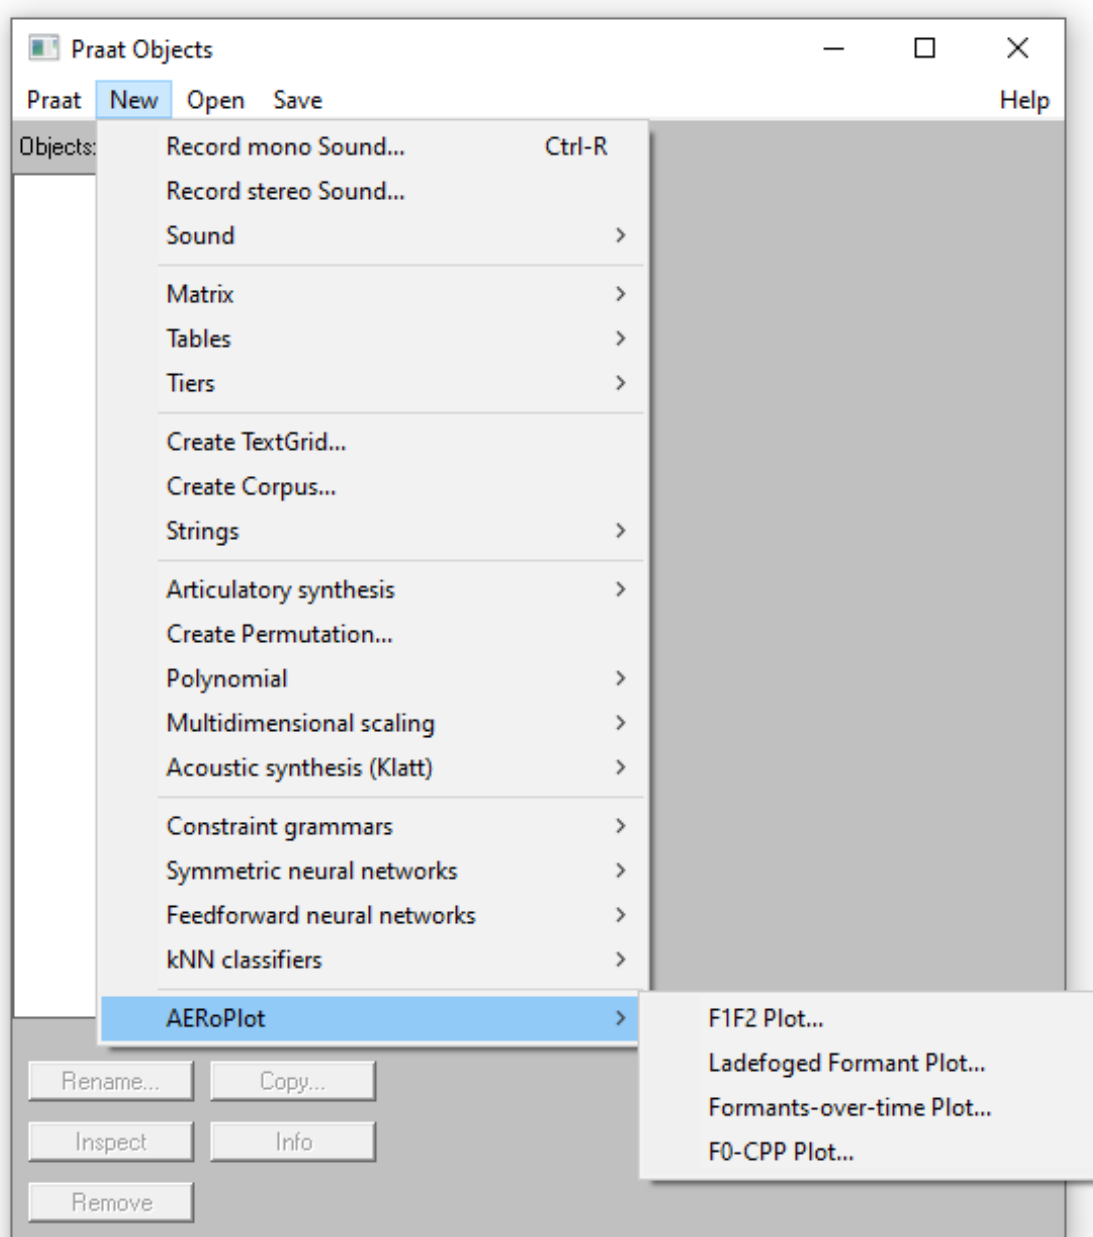 Praat Objects
Praat New Open Save Help
Objects:
Record mono Sound... Ctrl-R
Record stereo Sound...
Sound
Matrix
Tables
Tiers
Create TextGrid...
Create Corpus...
Strings
Articulatory synthesis
Create Permutation...
Polynomial
Multidimensional scaling
Acoustic synthesis (Klatt)
Constraint grammars
Symmetric neural networks
Feedforward neural networks
kNN classifiers
AERoPlot
F1F2 Plot...
Ladefoged Formant Plot...
Formants-over-time Plot...
F0-CPP Plot...
Rename... Copy...
Inspect Info
Remove